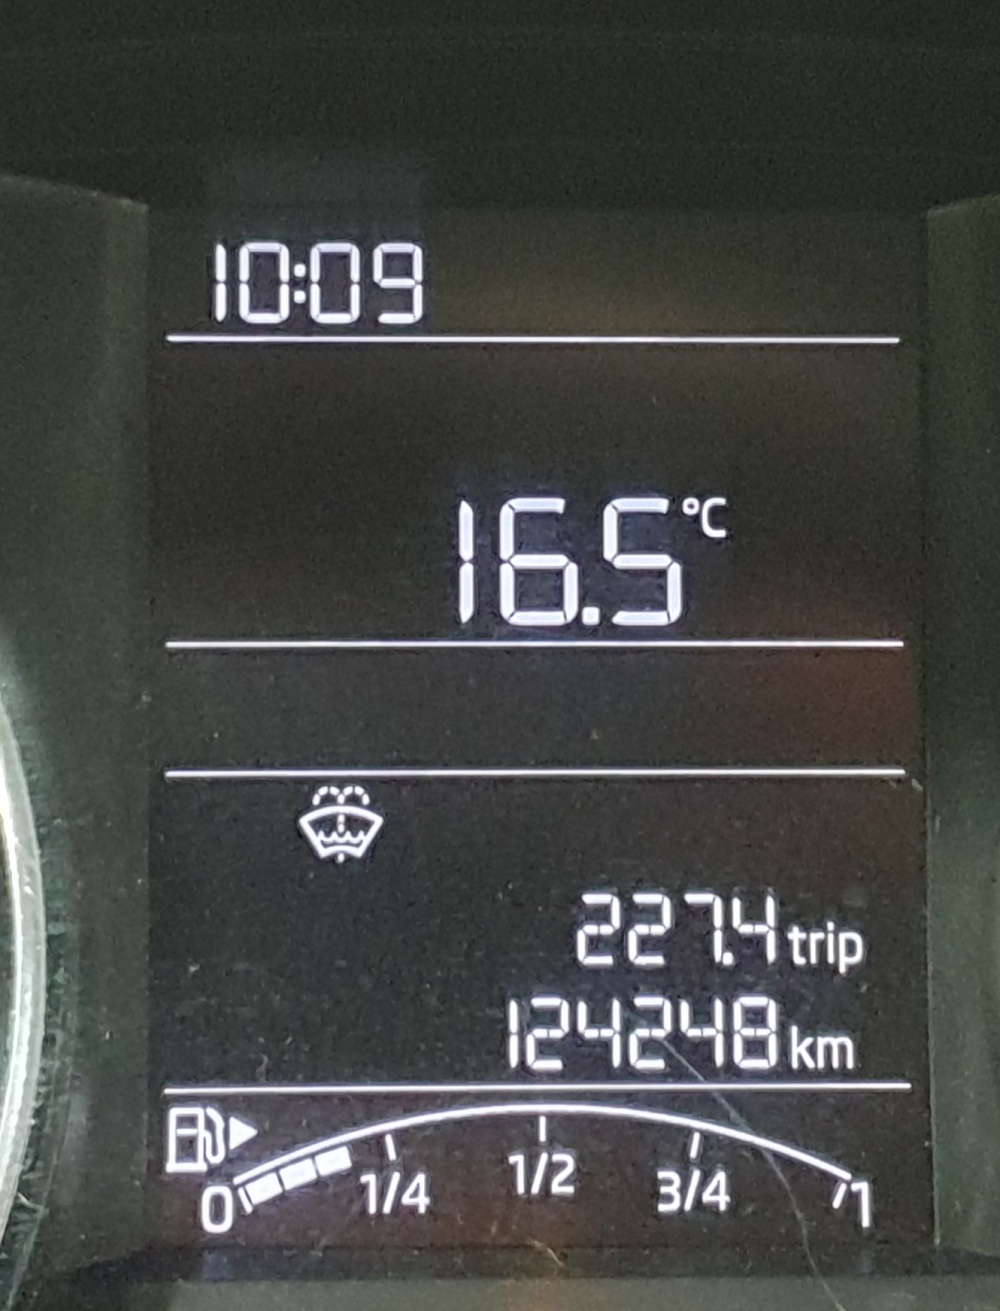 10:09
16.5 °C
227.4 trip
124248 km
0 1/4 1/2 3/4 1